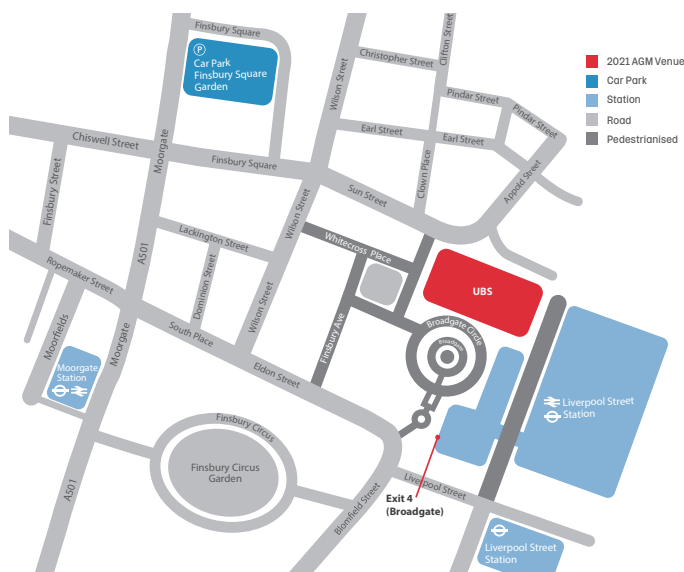 Finsbury Square
P
Car Park
Finsbury Square
Garden
Christopher Street
Clifton Street
Wilson Street
2021 AGM Venue
Car Park
Station
Road
Pedestrianised
Pindar Street
Pindar Street
Earl Street
Earl Street
Chiswell Street
Moorgate
Finsbury Square
Clown Place
Appold Street
Finsbury Street
Sun Street
Wilson Street
Lackington Street
Whitecross Place
A501
Dominion Street
Ropemaker Street
Wilson Street
UBS
Moorfields
Moorgate
South Place
Finsbury Ave
Broadgate Circle
Broadgate
Eldon Street
Moorgate
Station
Liverpool Street
Station
Finsbury Circus
Finsbury Circus
Garden
A501
Blomfield Street
Liverpool Street
Exit 4
(Broadgate)
Liverpool Street
Station